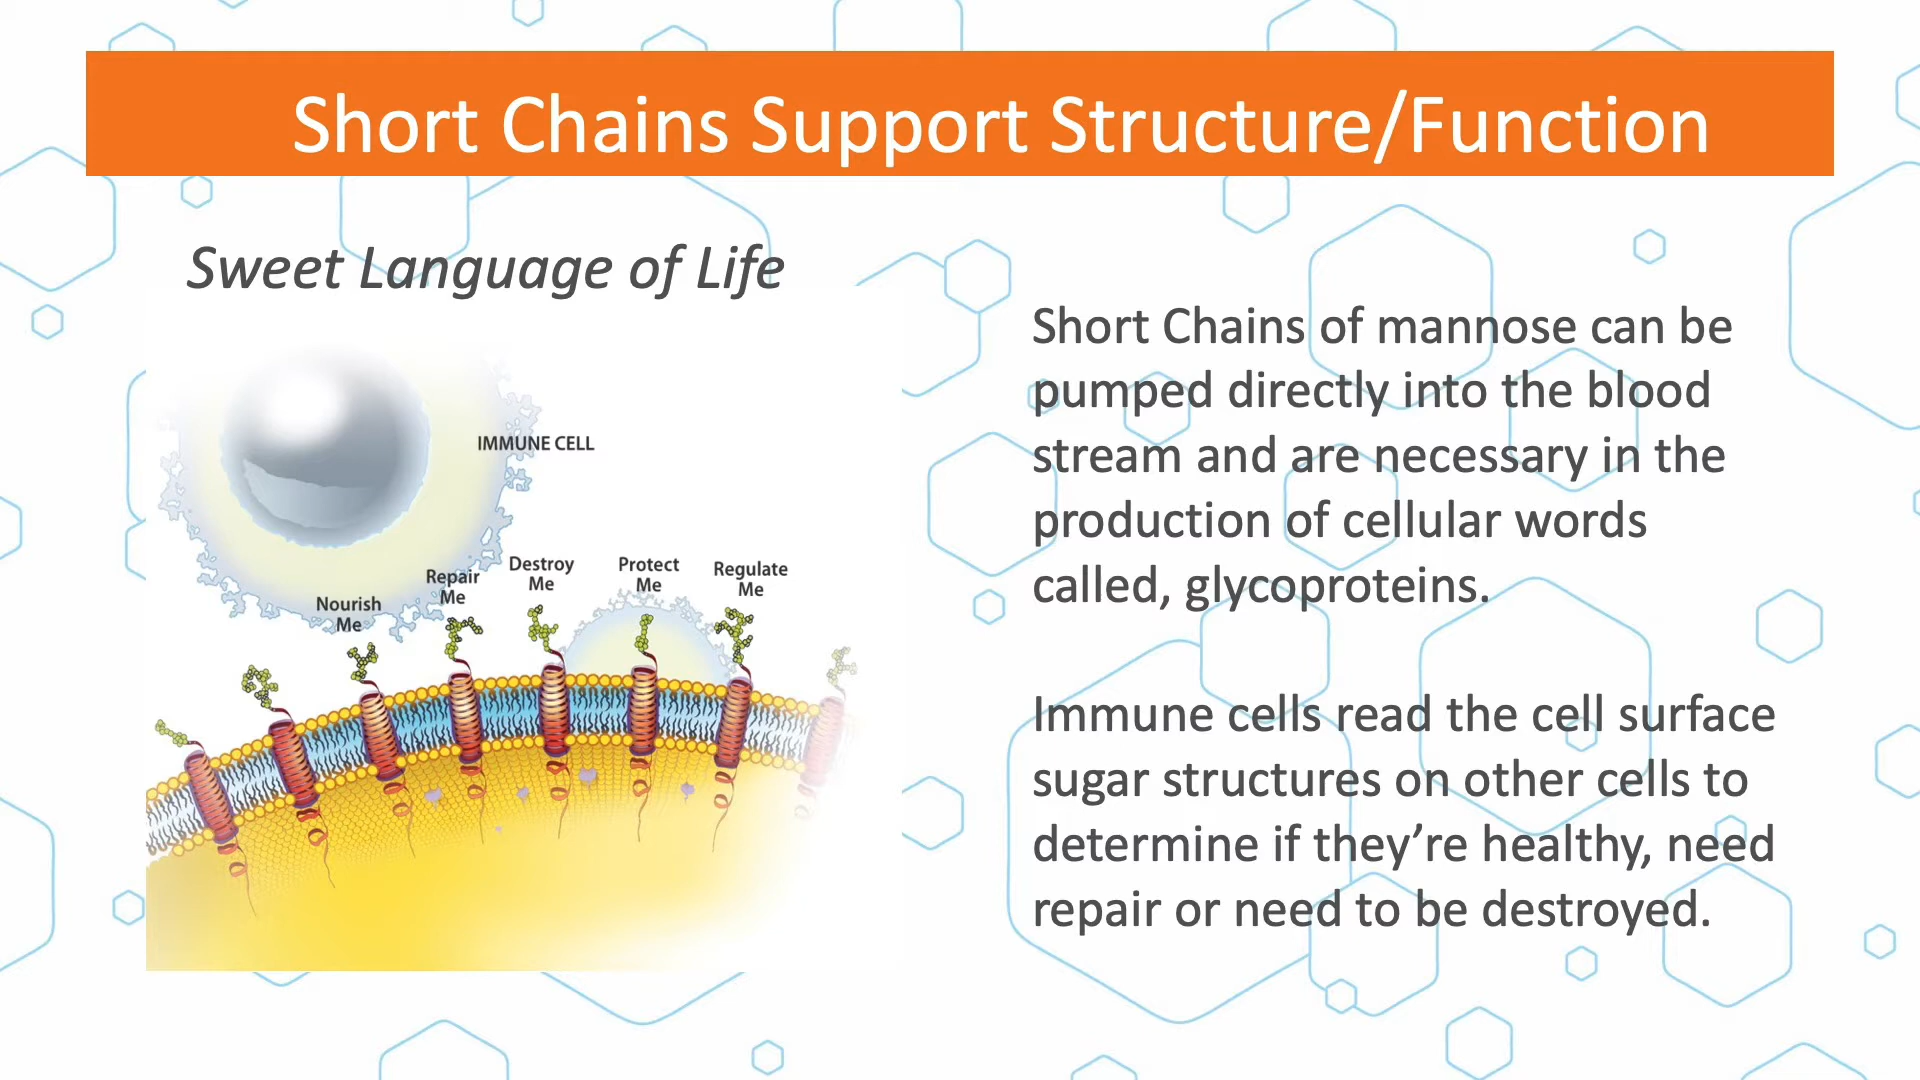 Short Chains Support Structure/Function
Sweet Language of Life
IMMUNE CELL
Nourish
Me
Repair
Me
Destroy
Me
Protect
Me
Regulate
Me
Short Chains of mannose can be
pumped directly into the blood
stream and are necessary in the
production of cellular words
called, glycoproteins.
Immune cells read the cell surface
sugar structures on other cells to
determine if they’re healthy, need
repair or need to be destroyed.